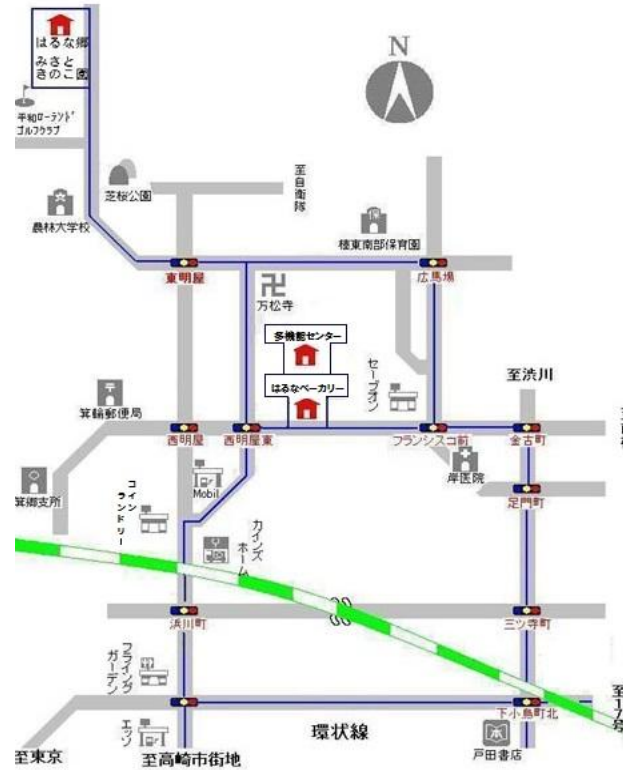 はるな郷
みさと
きのこ園
N
平和ローランド
ゴルフクラブ
芝桜公園
至自衛隊
農林大学校
榛東南部保育園
東明屋
広馬場
万松寺
多機能センター
セーブオン
至渋川
はるなベーカリー
箕輪郵便局
西明屋
西明屋東
フランシスコ前
金古町
岸医院
Mobil
箕郷支所
足門町
コイン
ランドリー
カインズ
ホーム
浜川町
三ツ寺町
フライング
ガーデン
至17号
下小鳥町北
エッソ
環状線
戸田書店
至東京
至高崎市街地